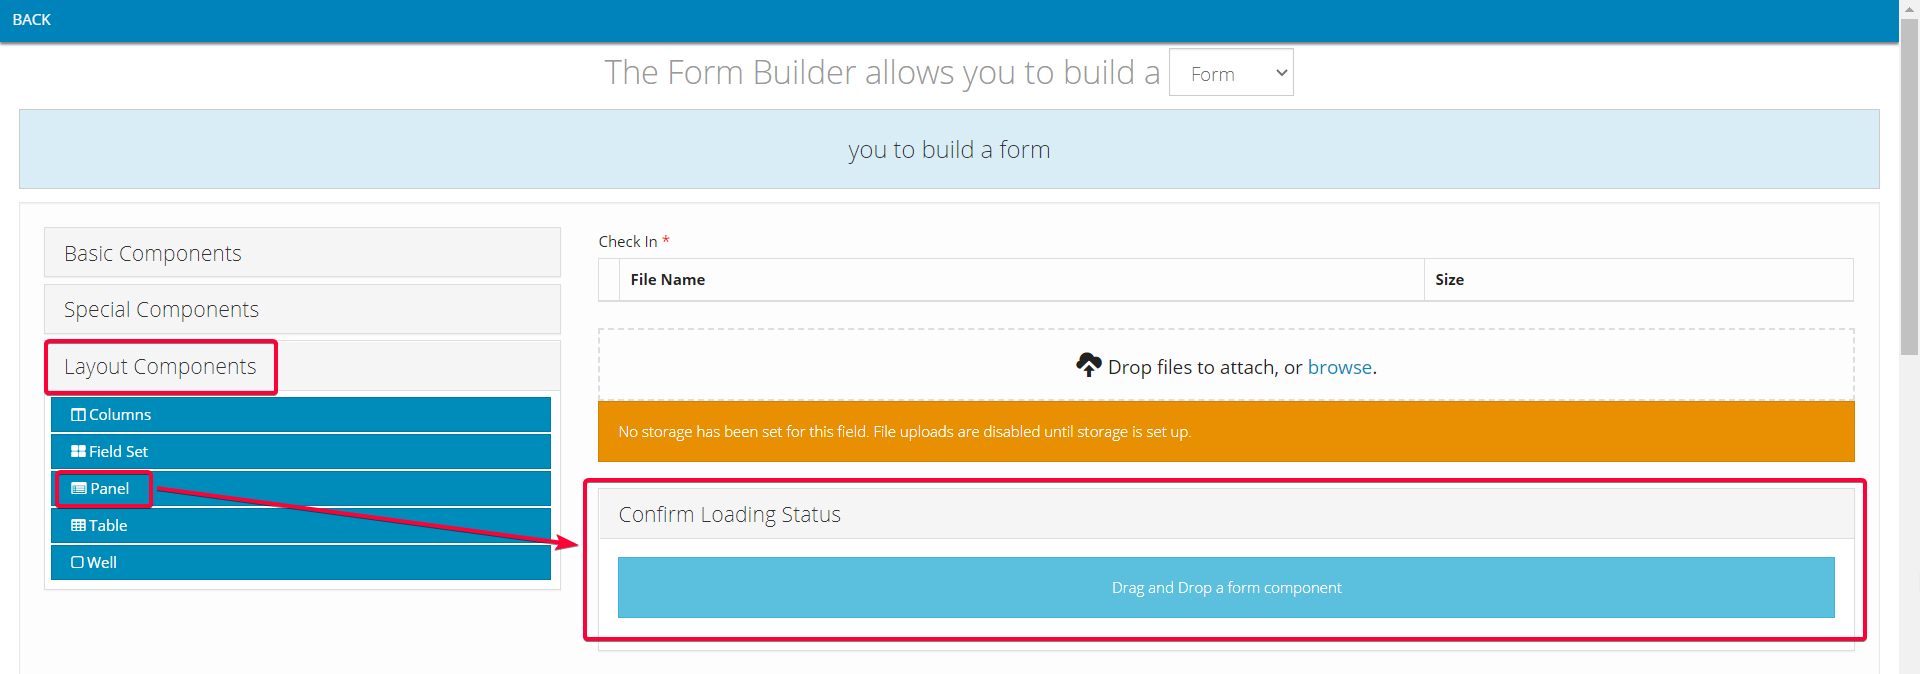 BACK
The Form Builder allows you to build a Form
you to build a form
Basic Components
Special Components
Layout Components
Columns
Field Set
Panel
Table
Well
Check In *
File Name Size
Drop files to attach, or browse.
No storage has been set for this field. File uploads are disabled until storage is set up.
Confirm Loading Status
Drag and Drop a form component